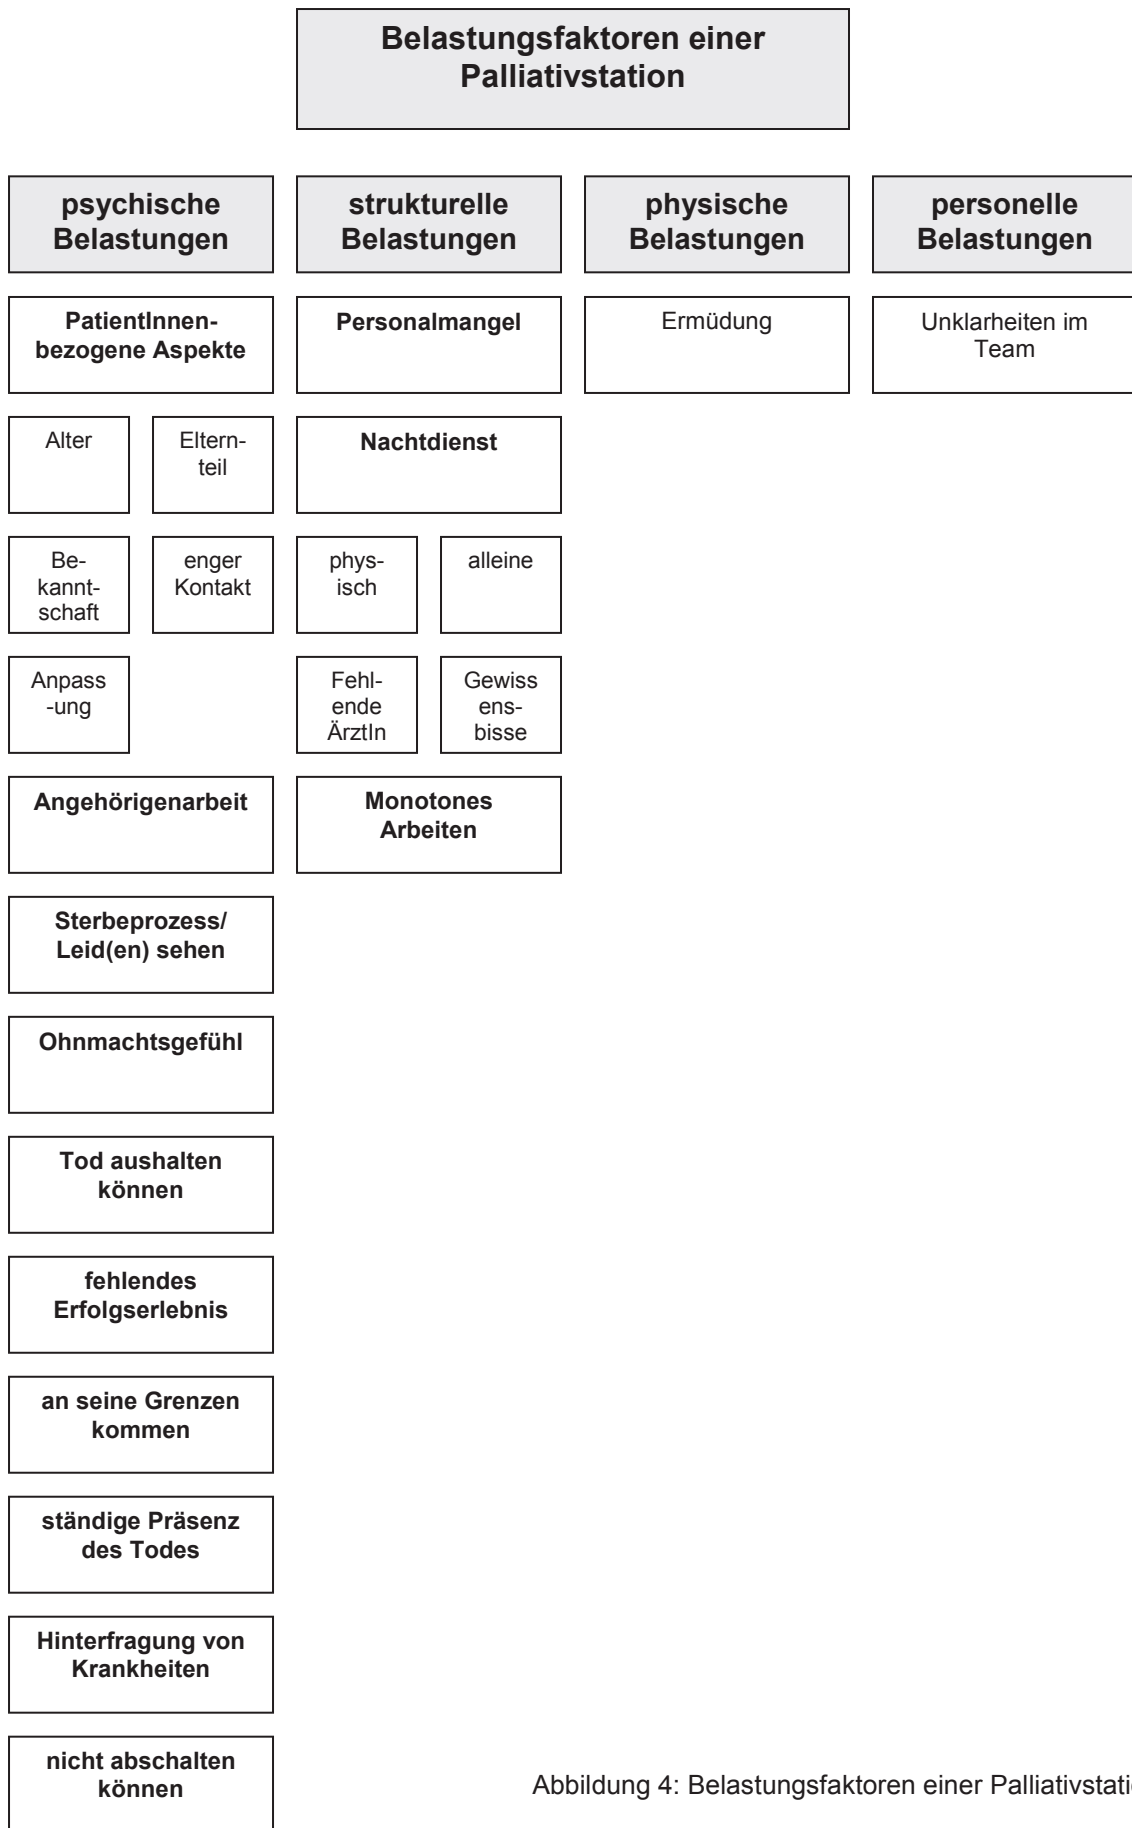 Belastungsfaktoren einer
Palliativstation
psychische
Belastungen
strukturelle
Belastungen
physische
Belastungen
personelle
Belastungen
PatientInnen-
bezogene Aspekte
Personalmangel
Ermüdung
Unklarheiten im
Team
Alter
Eltern-
teil
Nachtdienst
Be-
kannt-
schaft
enger
Kontakt
phys-
isch
alleine
Anpass
-ung
Fehl-
ende
ÄrztIn
Gewiss
ens-
bisse
Angehörigenarbeit
Monotones
Arbeiten
Sterbeprozess/
Leid(en) sehen
Ohnmachtsgefühl
Tod aushalten
können
fehlendes
Erfolgserlebnis
an seine Grenzen
kommen
ständige Präsenz
des Todes
Hinterfragung von
Krankheiten
nicht abschalten
können
Abbildung 4: Belastungsfaktoren einer